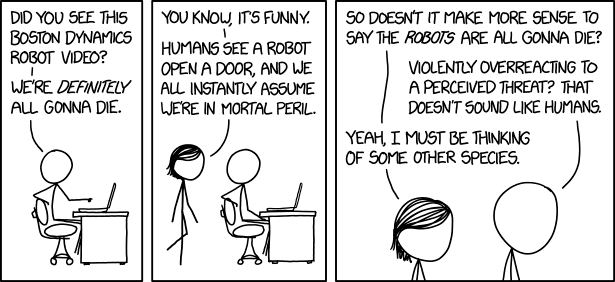 DID YOU SEE THIS
BOSTON DYNAMICS
ROBOT VIDEO?
WE'RE DEFINITELY
ALL GONNA DIE.
YOU KNOW, IT'S FUNNY.
HUMANS SEE A ROBOT
OPEN A DOOR, AND WE
ALL INSTANTLY ASSUME
WE'RE IN MORTAL PERIL.
SO DOESN'T IT MAKE MORE SENSE TO
SAY THE ROBOTS ARE ALL GONNA DIE?
VIOLENTLY OVERREACTING TO
A PERCEIVED THREAT? THAT
DOESN'T SOUND LIKE HUMANS.
YEAH, I MUST BE THINKING
OF SOME OTHER SPECIES.